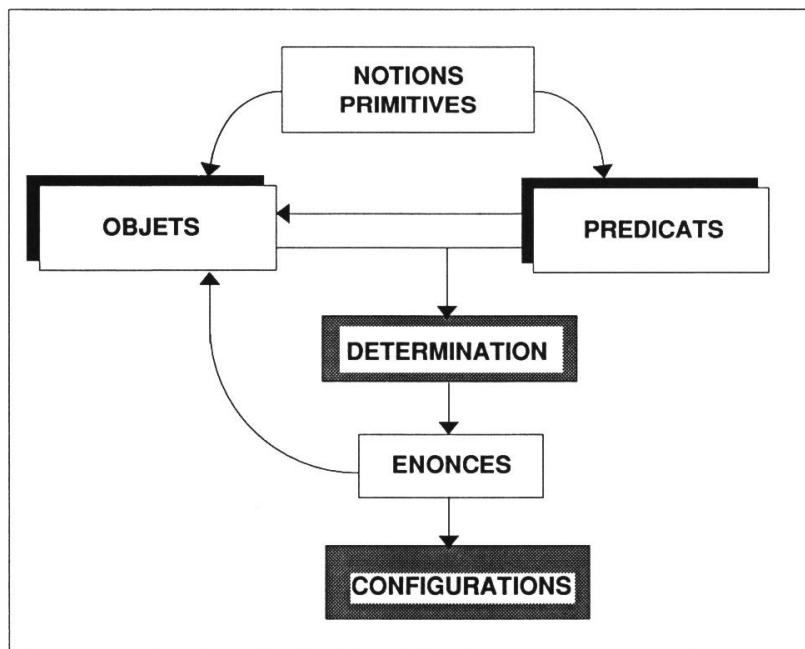 NOTIONS
PRIMITIVES
OBJETS
PREDICATS
DETERMINATION
ENONCES
CONFIGURATIONS